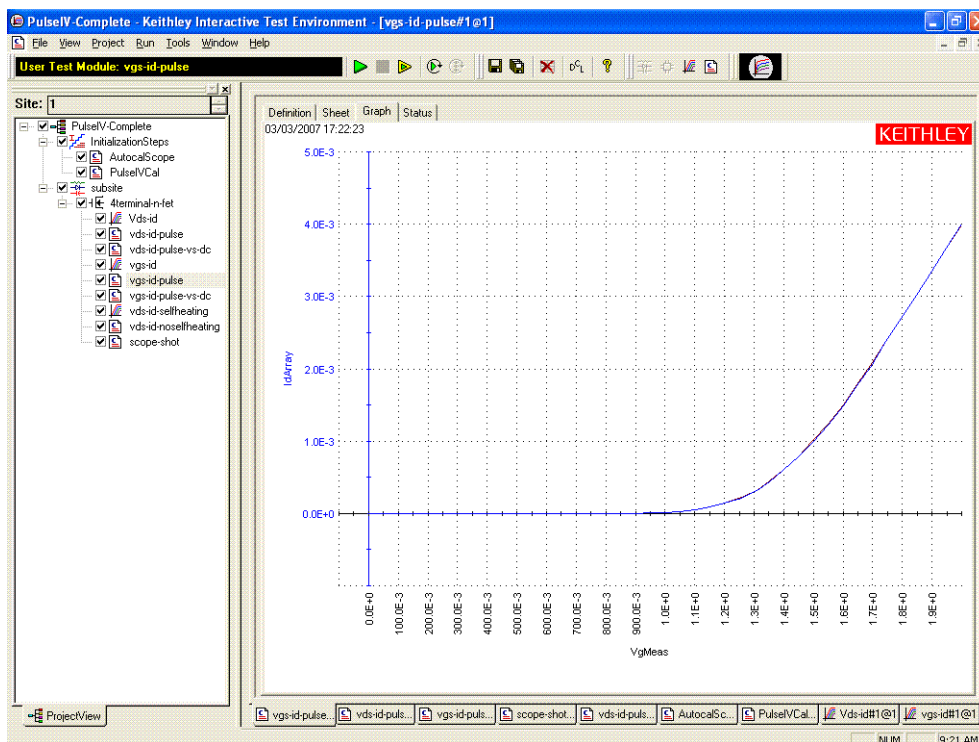 PulseIV-Complete - Keithley Interactive Test Environment - [vgs-id-pulse#1@1]
File View Project Run Tools Window Help
User Test Module: vgs-id-pulse
Site: 1
PulseIV-Complete
InitializationSteps
AutocalScope
PulseIVCal
subsite
4terminal-n-fet
Vds-id
vds-id-pulse
vds-id-pulse-vs-dc
vgs-id
vgs-id-pulse
vgs-id-pulse-vs-dc
vds-id-selfheating
vds-id-noselfheating
scope-shot
ProjectView
Definition Sheet Graph Status
03/03/2007 17:22:23
KEITHLEY
5.0E-3
4.0E-3
3.0E-3
2.0E-3
1.0E-3
0.0E+0
IdArray
0.0E+0 100.0E-3 200.0E-3 300.0E-3 400.0E-3 500.0E-3 600.0E-3 700.0E-3 800.0E-3 900.0E-3 1.0E+0 1.1E+0 1.2E+0 1.3E+0 1.4E+0 1.5E+0 1.6E+0 1.7E+0 1.8E+0 1.9E+0
VgMeas
vgs-id-pulse... vds-id-puls... vgs-id-puls... scope-shot... vds-id-puls... AutocalSc... PulseIVCal... Vds-id#1@1 vgs-id#1@1
NUM 9:21 AM